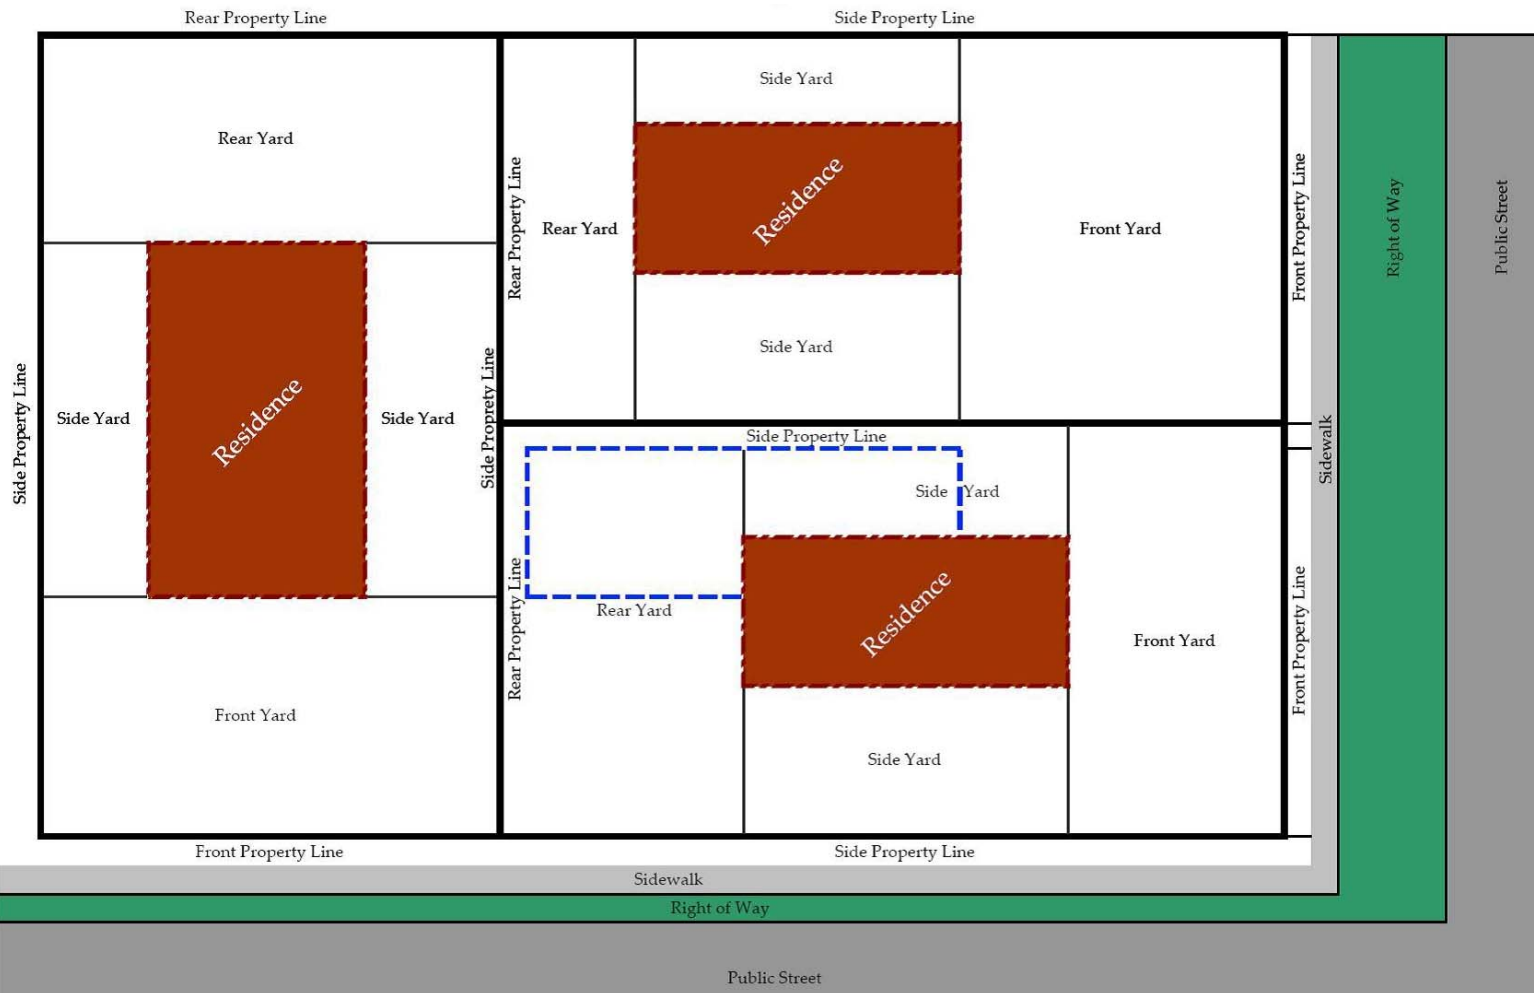 Rear Property Line
Side Property Line
Side Yard
Rear Yard
Residence
Rear Property Line
Rear Yard
Front Yard
Front Property Line
Right of Way
Public Street
Side Yard
Side Property Line
Side Yard
Residence
Side Yard
Side Proprety Line
Side Property Line
Sidewalk
Side Yard
Rear Property Line
Rear Yard
Residence
Front Yard
Front Property Line
Front Yard
Side Yard
Front Property Line
Side Property Line
Sidewalk
Right of Way
Public Street